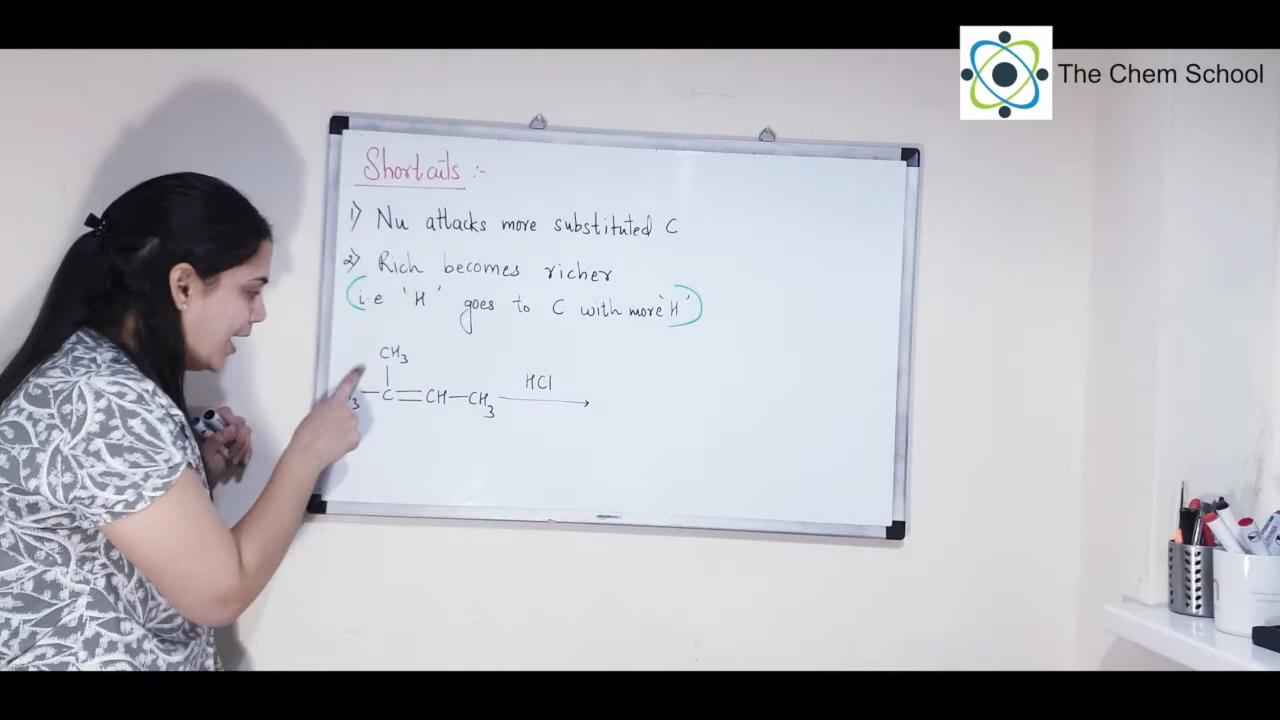 The Chem School
Shortcuts :-
1) Nu attacks more substituted C
2) Rich becomes richer
(i.e 'H' goes to C with more 'H')
CH3
3 — C = CH — CH3 HCl →